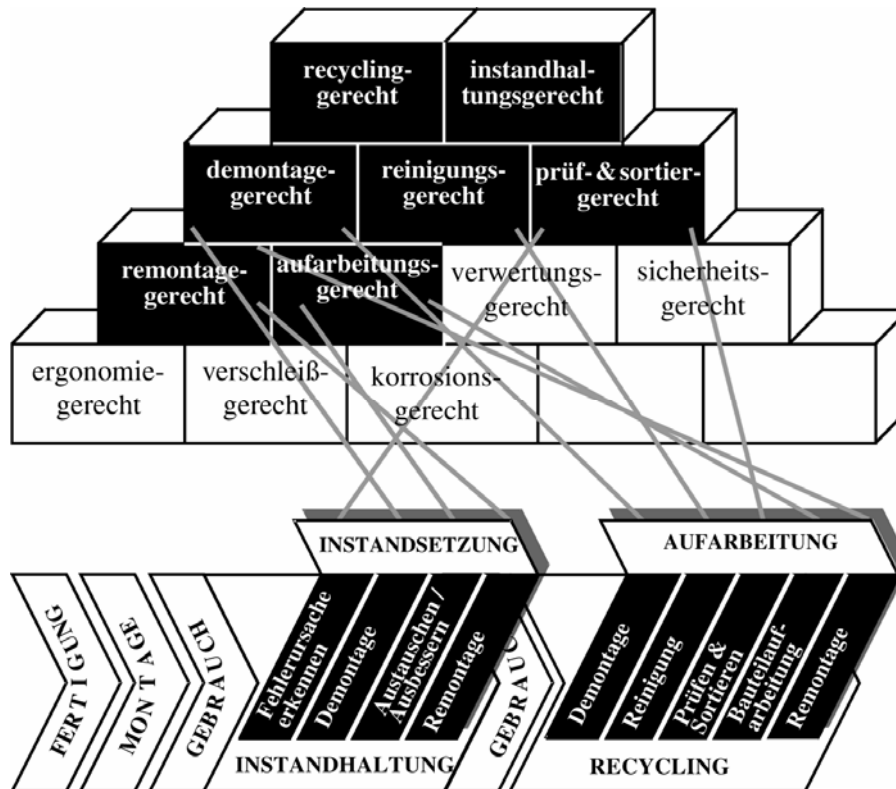 recycling-
gerecht
instandhal-
tungsgerecht
demontage-
gerecht
reinigungs-
gerecht
prüf- & sortier-
gerecht
remontage-
gerecht
aufarbeitungs-
gerecht
verwertungs-
gerecht
sicherheits-
gerecht
ergonomie-
gerecht
verschleiß-
gerecht
korrosions-
gerecht
INSTANDSETZUNG
AUFARBEITUNG
FERTIGUNG
MONTAGE
GEBRAUCH
Fehlerursache
erkennen
Demontage
Austauschen /
Ausbessern
Remontage
INSTANDHALTUNG
GEBRAUC
Demontage
Reinigung
Prüfen &
Sortieren
Bauteilauf-
arbeitung
Remontage
RECYCLING